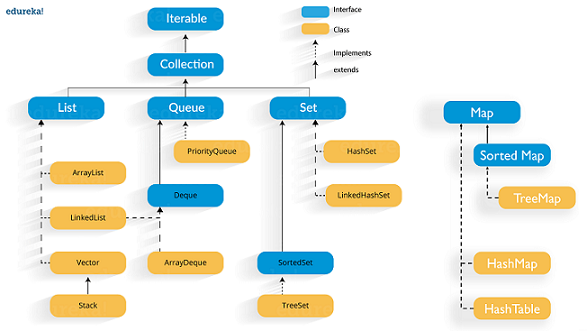 edureka!
Iterable
Interface
Class
Implements
extends
Collection
List
Queue
Set
Map
PriorityQueue
HashSet
Sorted Map
ArrayList
Deque
LinkedHashSet
TreeMap
LinkedList
Vector
ArrayDeque
SortedSet
HashMap
Stack
TreeSet
HashTable